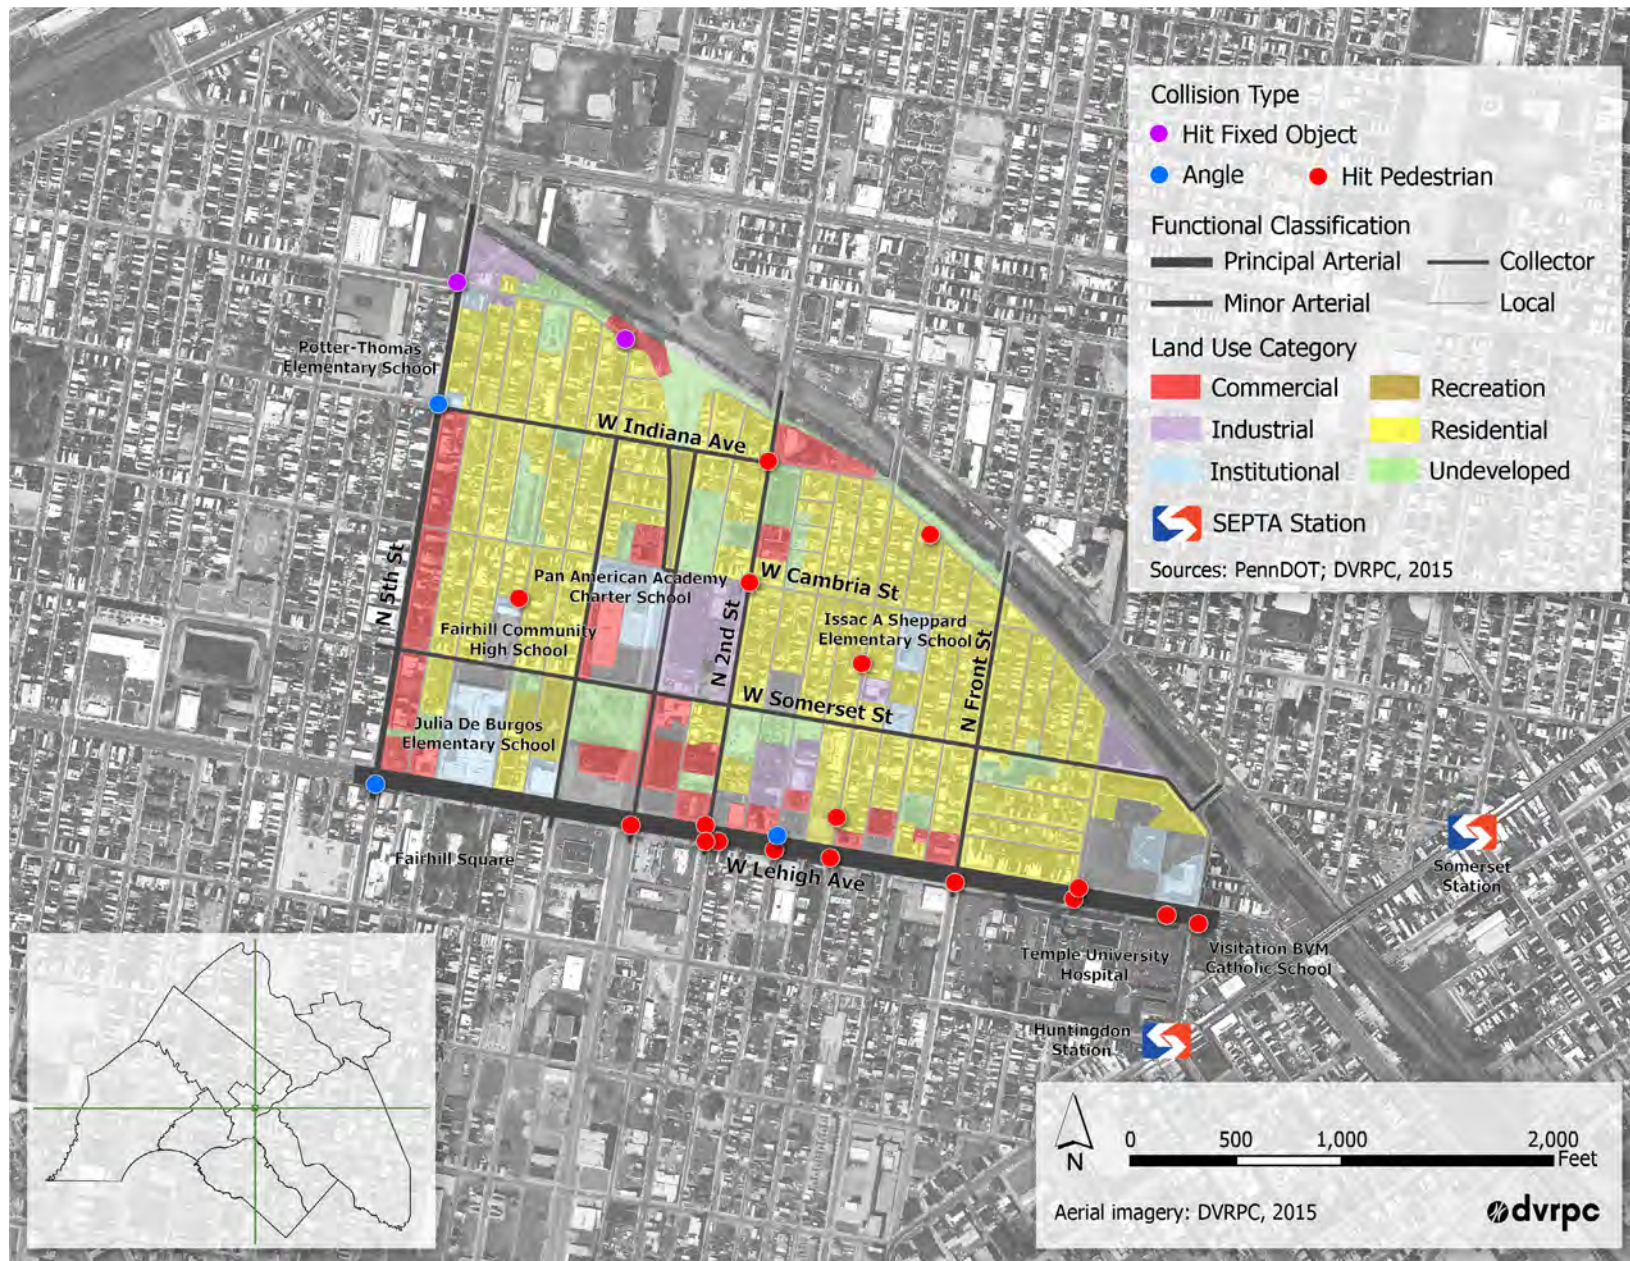 Collision Type
Hit Fixed Object
Angle
Hit Pedestrian
Functional Classification
Principal Arterial
Collector
Minor Arterial
Local
Land Use Category
Commercial
Recreation
Industrial
Residential
Institutional
Undeveloped
SEPTA Station
Sources: PennDOT; DVRPC, 2015
Potter-Thomas
Elementary School
W Indiana Ave
N 5th St
Pan American Academy
Charter School
W Cambria St
Fairhill Community
High School
N 2nd St
Issac A Sheppard
Elementary School
N Front St
W Somerset St
Julia De Burgos
Elementary School
Fairhill Square
W Lehigh Ave
Somerset
Station
Temple University
Hospital
Visitation BVM
Catholic School
Huntingdon
Station
N
0 500 1,000 2,000
Feet
Aerial imagery: DVRPC, 2015
dvrpc